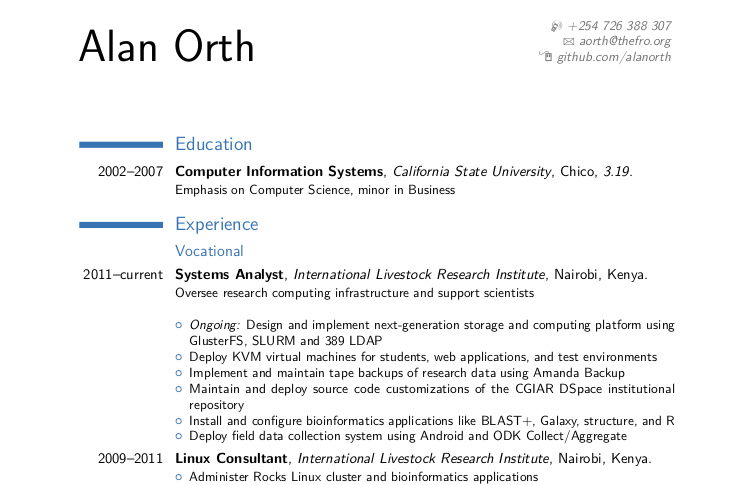 Alan Orth
+254 726 388 307
aorth@thefro.org
github.com/alanorth
Education
2002–2007 Computer Information Systems, California State University, Chico, 3.19.
Emphasis on Computer Science, minor in Business
Experience
Vocational
2011–current Systems Analyst, International Livestock Research Institute, Nairobi, Kenya.
Oversee research computing infrastructure and support scientists
Ongoing: Design and implement next-generation storage and computing platform using
GlusterFS, SLURM and 389 LDAP
Deploy KVM virtual machines for students, web applications, and test environments
Implement and maintain tape backups of research data using Amanda Backup
Maintain and deploy source code customizations of the CGIAR DSpace institutional
repository
Install and configure bioinformatics applications like BLAST+, Galaxy, structure, and R
Deploy field data collection system using Android and ODK Collect/Aggregate
2009–2011 Linux Consultant, International Livestock Research Institute, Nairobi, Kenya.
Administer Rocks Linux cluster and bioinformatics applications